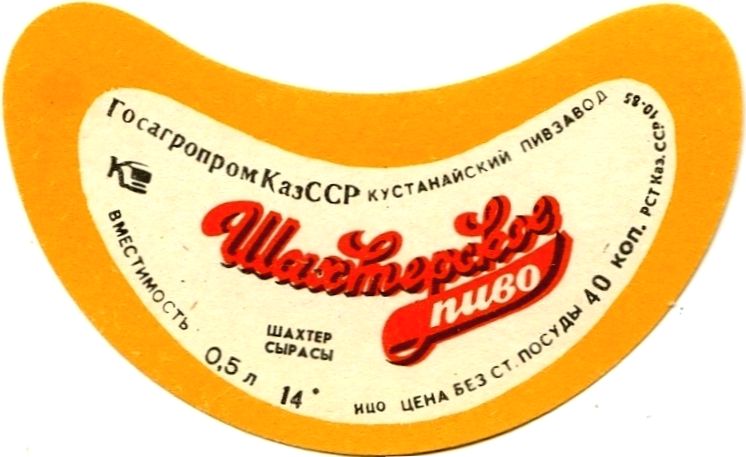 Госагропром КазССР КУСТАНАЙСКИЙ ПИВЗАВОД
Шахтерское
пиво
ШАХТЕР
СЫРАСЫ
ВМЕСТИМОСТЬ 0,5 л 14° ИЦО ЦЕНА БЕЗ СТ. ПОСУДЫ 40 КОП. РСТ Каз. ССР 10-85